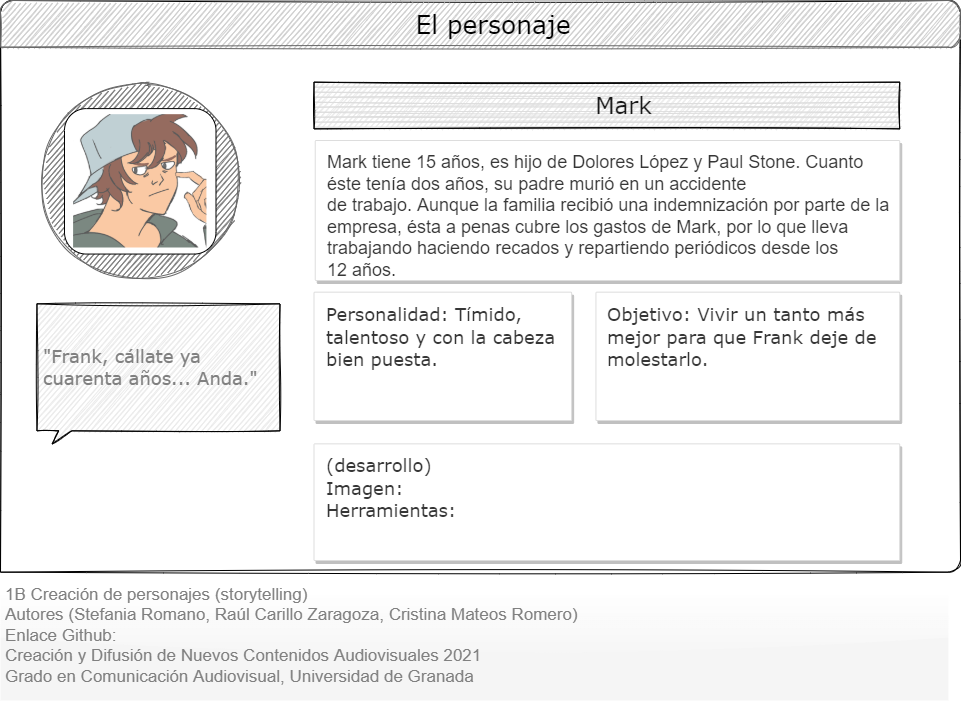 El personaje
Mark
Mark tiene 15 años, es hijo de Dolores López y Paul Stone. Cuanto
éste tenía dos años, su padre murió en un accidente
de trabajo. Aunque la familia recibió una indemnización por parte de la
empresa, ésta a penas cubre los gastos de Mark, por lo que lleva
trabajando haciendo recados y repartiendo periódicos desde los
12 años.
"Frank, cállate ya
cuarenta años... Anda."
Personalidad: Tímido,
talentoso y con la cabeza
bien puesta.
Objetivo: Vivir un tanto más
mejor para que Frank deje de
molestarlo.
(desarrollo)
Imagen:
Herramientas:
1B Creación de personajes (storytelling)
Autores (Stefania Romano, Raúl Carillo Zaragoza, Cristina Mateos Romero)
Enlace Github:
Creación y Difusión de Nuevos Contenidos Audiovisuales 2021
Grado en Comunicación Audiovisual, Universidad de Granada